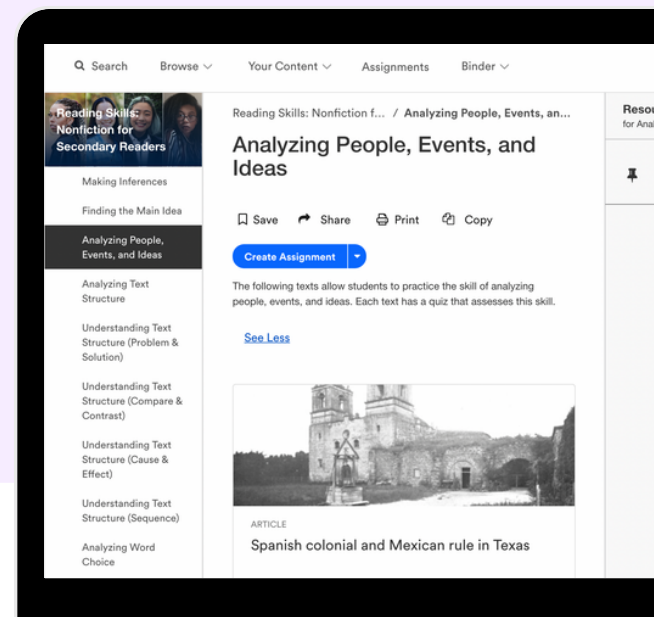 Search Browse Your Content Assignments Binder
Reading Skills:
Nonfiction for
Secondary Readers
Making Inferences
Finding the Main Idea
Analyzing People,
Events, and Ideas
Analyzing Text
Structure
Understanding Text
Structure (Problem &
Solution)
Understanding Text
Structure (Compare &
Contrast)
Understanding Text
Structure (Cause &
Effect)
Understanding Text
Structure (Sequence)
Analyzing Word
Choice
Reading Skills: Nonfiction f... / Analyzing People, Events, an...
Analyzing People, Events, and
Ideas
Save Share Print Copy
Create Assignment
The following texts allow students to practice the skill of analyzing
people, events, and ideas. Each text has a quiz that assesses this skill.
See Less
ARTICLE
Spanish colonial and Mexican rule in Texas
for